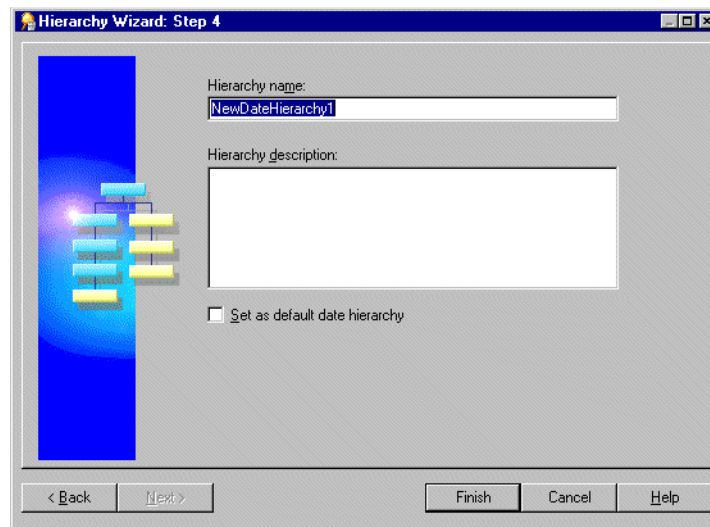 Hierarchy Wizard: Step 4
Hierarchy name:
NewDateHierarchy1
Hierarchy description:
Set as default date hierarchy
< Back
Next >
Finish
Cancel
Help